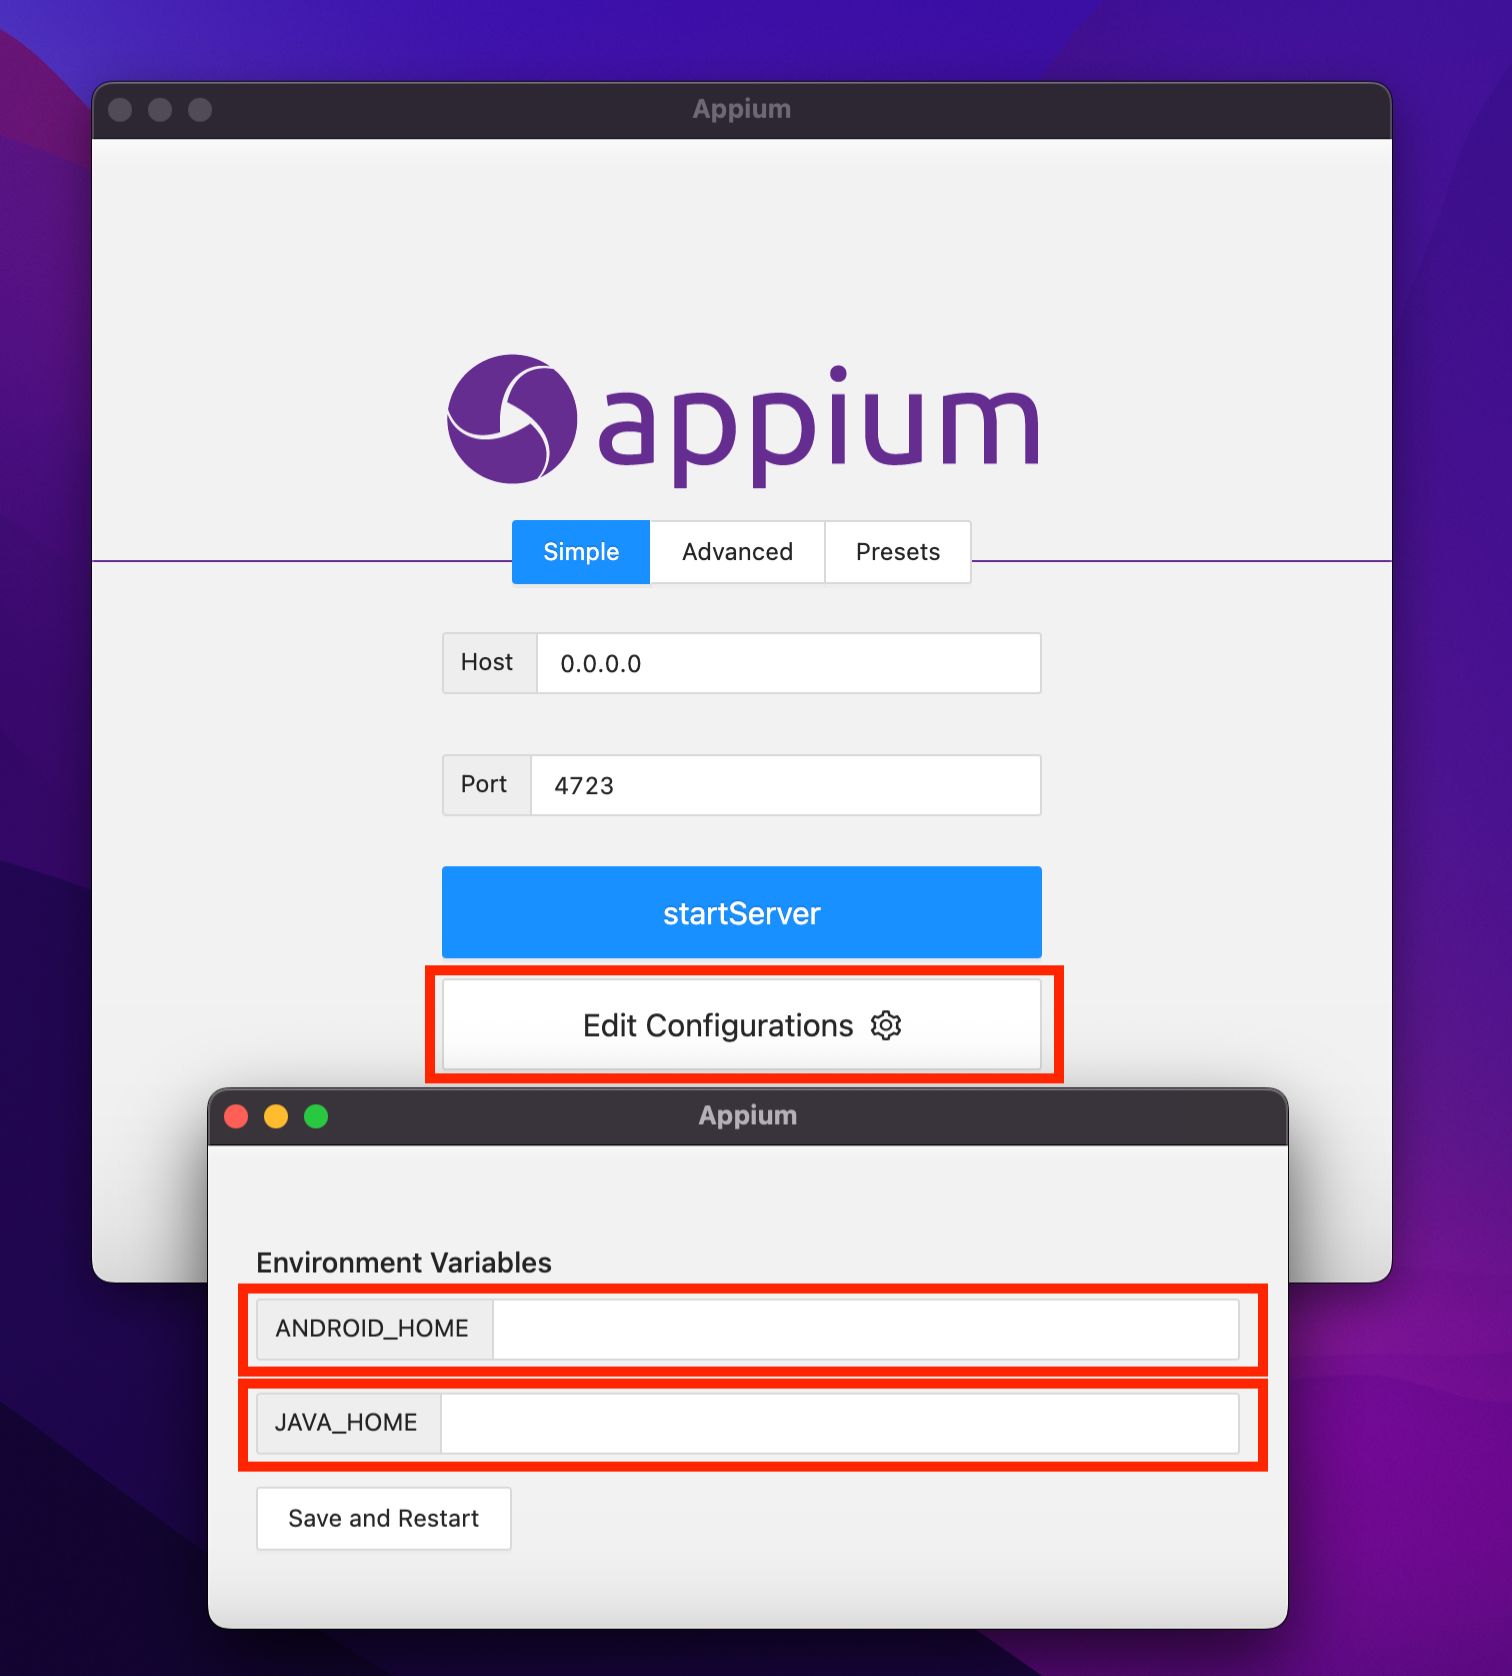 Appium
appium
Simple Advanced Presets
Host 0.0.0.0
Port 4723
startServer
Edit Configurations
Appium
Environment Variables
ANDROID_HOME
JAVA_HOME
Save and Restart